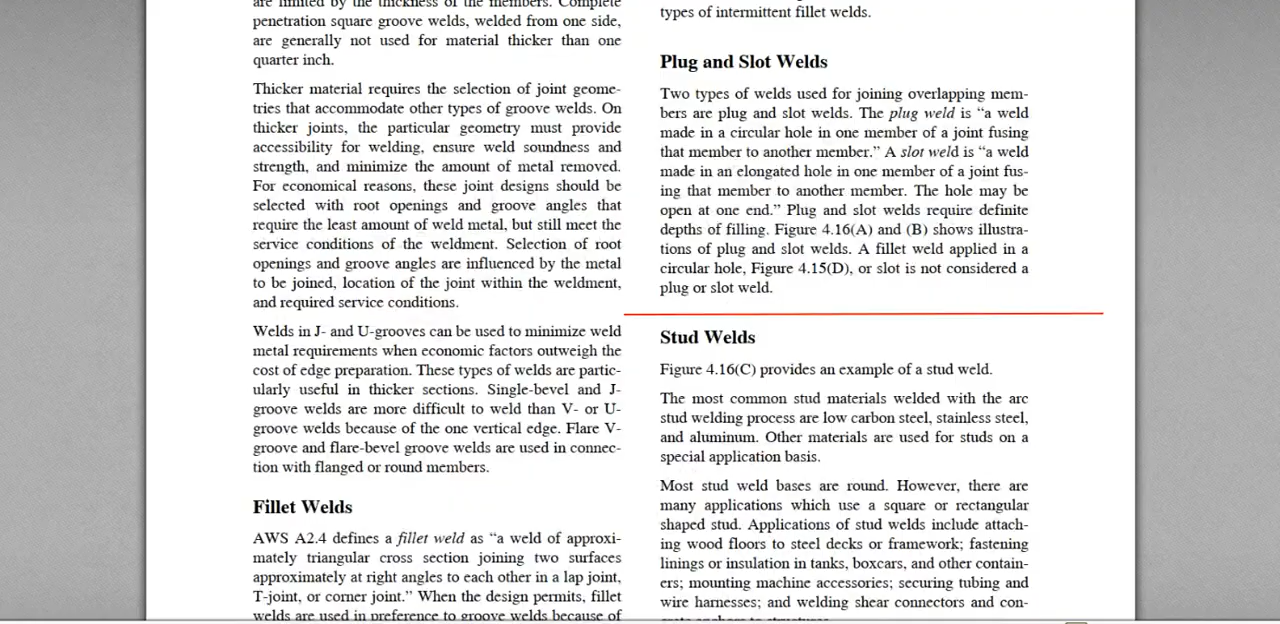 are limited by the thickness of the members. Complete
penetration square groove welds, welded from one side,
are generally not used for material thicker than one
quarter inch.
Thicker material requires the selection of joint geome-
tries that accommodate other types of groove welds. On
thicker joints, the particular geometry must provide
accessibility for welding, ensure weld soundness and
strength, and minimize the amount of metal removed.
For economical reasons, these joint designs should be
selected with root openings and groove angles that
require the least amount of weld metal, but still meet the
service conditions of the weldment. Selection of root
openings and groove angles are influenced by the metal
to be joined, location of the joint within the weldment,
and required service conditions.
Welds in J- and U-grooves can be used to minimize weld
metal requirements when economic factors outweigh the
cost of edge preparation. These types of welds are partic-
ularly useful in thicker sections. Single-bevel and J-
groove welds are more difficult to weld than V- or U-
groove welds because of the one vertical edge. Flare V-
groove and flare-bevel groove welds are used in connec-
tion with flanged or round members.
Fillet Welds
AWS A2.4 defines a fillet weld as “a weld of approxi-
mately triangular cross section joining two surfaces
approximately at right angles to each other in a lap joint,
T-joint, or corner joint.” When the design permits, fillet
welds are used in preference to groove welds because of
types of intermittent fillet welds.
Plug and Slot Welds
Two types of welds used for joining overlapping mem-
bers are plug and slot welds. The plug weld is “a weld
made in a circular hole in one member of a joint fusing
that member to another member.” A slot weld is “a weld
made in an elongated hole in one member of a joint fus-
ing that member to another member. The hole may be
open at one end.” Plug and slot welds require definite
depths of filling. Figure 4.16(A) and (B) shows illustra-
tions of plug and slot welds. A fillet weld applied in a
circular hole, Figure 4.15(D), or slot is not considered a
plug or slot weld.
Stud Welds
Figure 4.16(C) provides an example of a stud weld.
The most common stud materials welded with the arc
stud welding process are low carbon steel, stainless steel,
and aluminum. Other materials are used for studs on a
special application basis.
Most stud weld bases are round. However, there are
many applications which use a square or rectangular
shaped stud. Applications of stud welds include attach-
ing wood floors to steel decks or framework; fastening
linings or insulation in tanks, boxcars, and other contain-
ers; mounting machine accessories; securing tubing and
wire harnesses; and welding shear connectors and con-